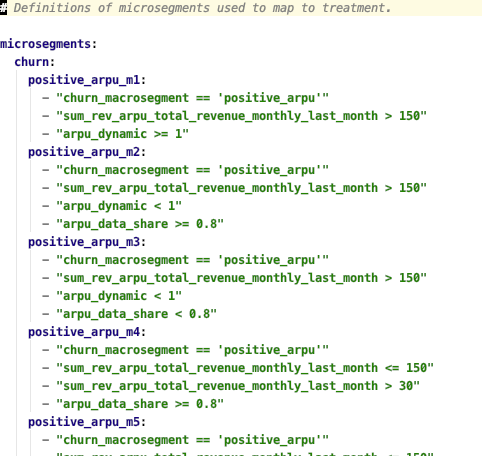 # Definitions of microsegments used to map to treatment.
microsegments:
churn:
positive_arpu_m1:
- "churn_macrosegment == 'positive_arpu'"
- "sum_rev_arpu_total_revenue_monthly_last_month > 150"
- "arpu_dynamic >= 1"
positive_arpu_m2:
- "churn_macrosegment == 'positive_arpu'"
- "sum_rev_arpu_total_revenue_monthly_last_month > 150"
- "arpu_dynamic < 1"
- "arpu_data_share >= 0.8"
positive_arpu_m3:
- "churn_macrosegment == 'positive_arpu'"
- "sum_rev_arpu_total_revenue_monthly_last_month > 150"
- "arpu_dynamic < 1"
- "arpu_data_share < 0.8"
positive_arpu_m4:
- "churn_macrosegment == 'positive_arpu'"
- "sum_rev_arpu_total_revenue_monthly_last_month <= 150"
- "sum_rev_arpu_total_revenue_monthly_last_month > 30"
- "arpu_data_share >= 0.8"
positive_arpu_m5:
- "churn_macrosegment == 'positive_arpu'"